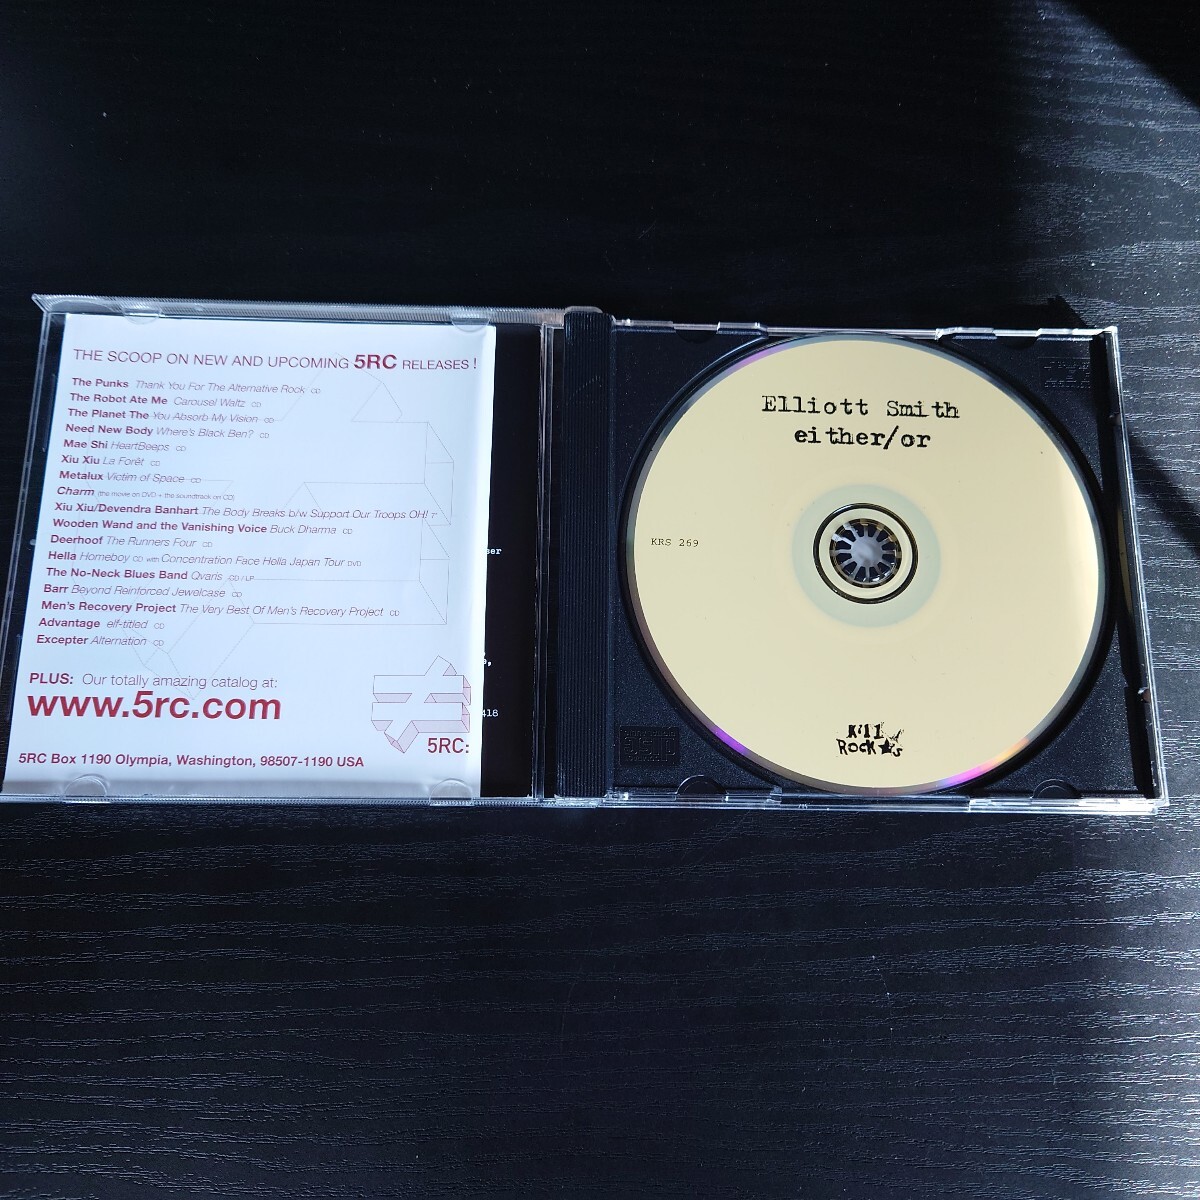 THE SCOOP ON NEW AND UPCOMING 5RC RELEASES !
The Punks Thank You For The Alternative Rock CD
The Robot Ate Me Carousel Waltz CD
The Planet The You Absorb My Vision CD
Need New Body Where's Black Ben? CD
Mae Shi HeartBeeps CD
Xiu Xiu La Forêt CD
Metalux Victim of Space CD
Charm (the movie on DVD + the soundtrack on CD)
Xiu Xiu/Devendra Banhart The Body Breaks b/w Support Our Troops OH! 7"
Wooden Wand and the Vanishing Voice Buck Dharma CD
Deerhoof The Runners Four CD
Hella Homeboy CD with Concentration Face Hella Japan Tour DVD
The No-Neck Blues Band Qvaris CD / LP
Barr Beyond Reinforced Jewelcase CD
Men's Recovery Project The Very Best Of Men's Recovery Project CD
Advantage elf-titled CD
Excepter Alternation CD
PLUS: Our totally amazing catalog at:
www.5rc.com
5RC:
5RC Box 1190 Olympia, Washington, 98507-1190 USA
Elliott Smith
either/or
KRS 269
Kill
Rock ★s